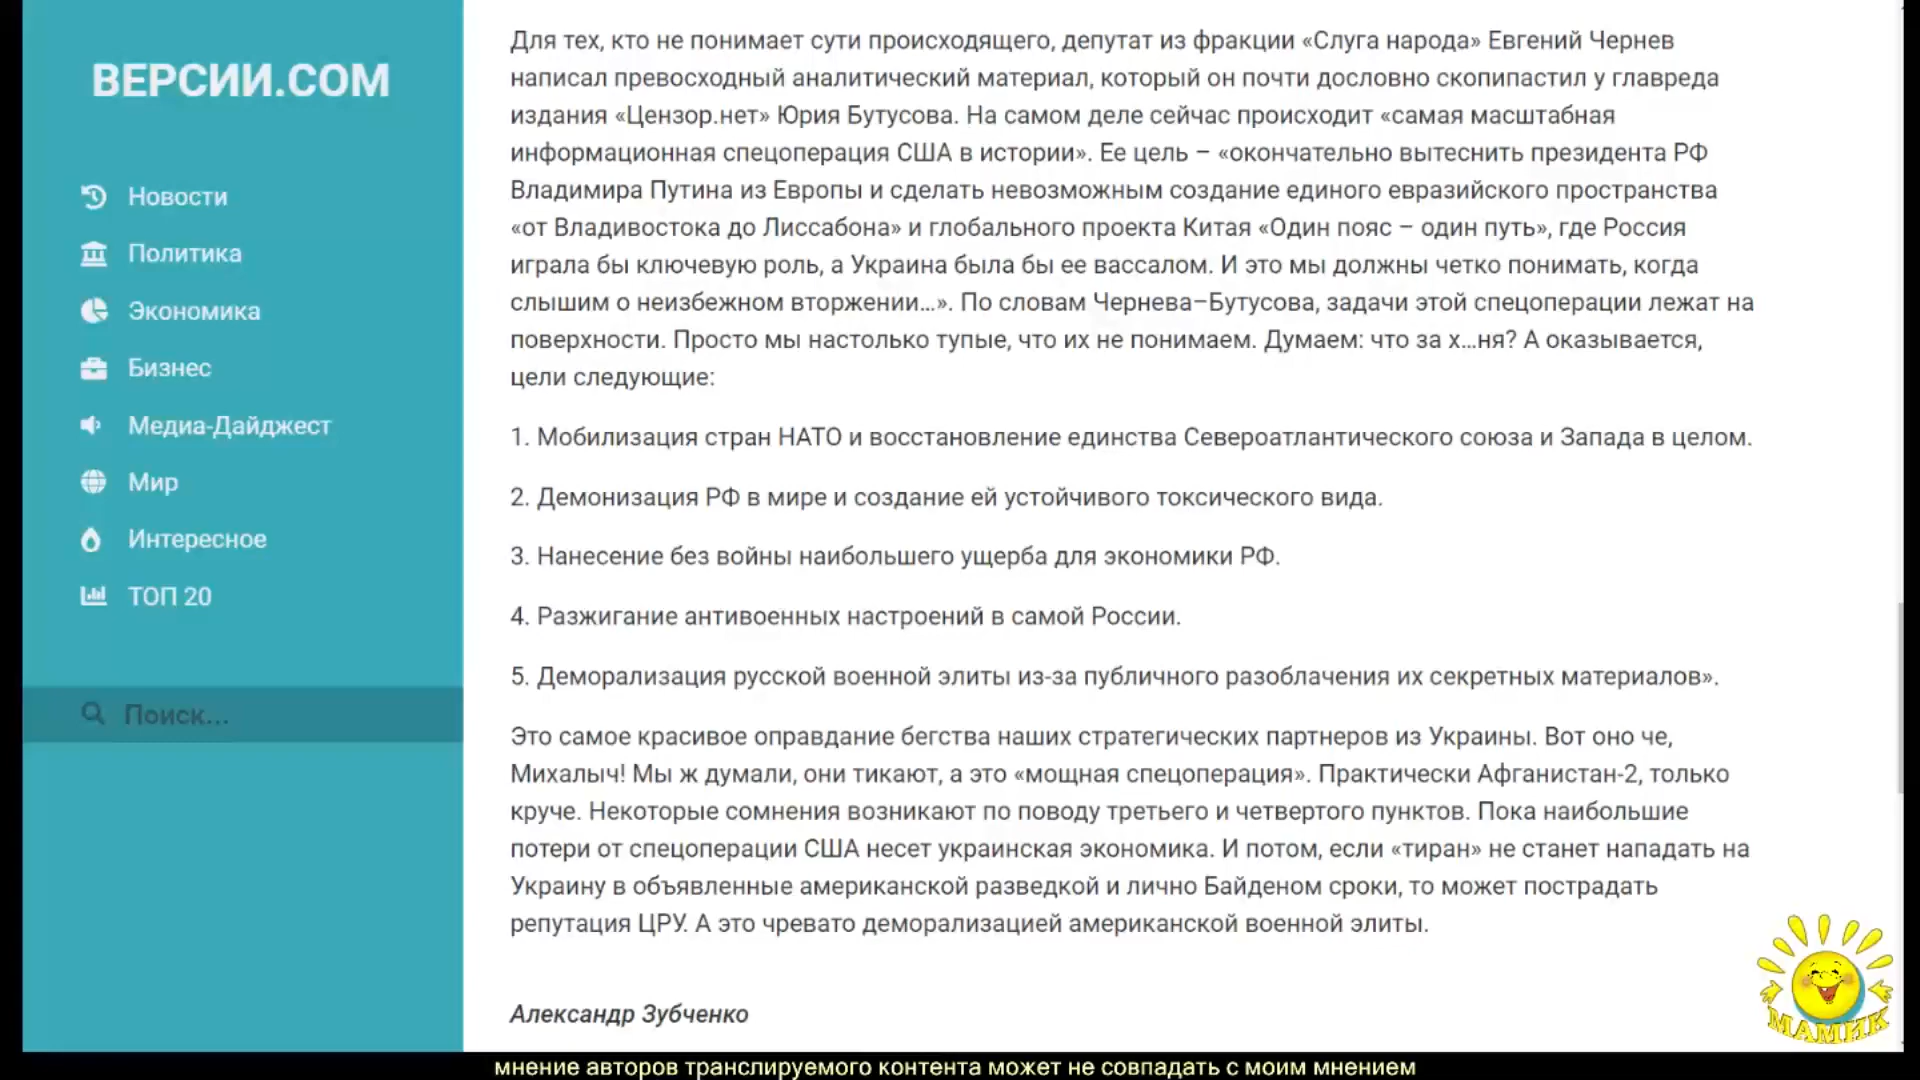 ВЕРСИИ.COM
Новости
Политика
Экономика
Бизнес
Медиа-Дайджест
Мир
Интересное
ТОП 20
Поиск...
Для тех, кто не понимает сути происходящего, депутат из фракции «Слуга народа» Евгений Чернев
написал превосходный аналитический материал, который он почти дословно скопипастил у главреда
издания «Цензор.нет» Юрия Бутусова. На самом деле сейчас происходит «самая масштабная
информационная спецоперация США в истории». Ее цель – «окончательно вытеснить президента РФ
Владимира Путина из Европы и сделать невозможным создание единого евразийского пространства
«от Владивостока до Лиссабона» и глобального проекта Китая «Один пояс – один путь», где Россия
играла бы ключевую роль, а Украина была бы ее вассалом. И это мы должны четко понимать, когда
слышим о неизбежном вторжении…». По словам Чернева–Бутусова, задачи этой спецоперации лежат на
поверхности. Просто мы настолько тупые, что их не понимаем. Думаем: что за х…ня? А оказывается,
цели следующие:
1. Мобилизация стран НАТО и восстановление единства Североатлантического союза и Запада в целом.
2. Демонизация РФ в мире и создание ей устойчивого токсического вида.
3. Нанесение без войны наибольшего ущерба для экономики РФ.
4. Разжигание антивоенных настроений в самой России.
5. Деморализация русской военной элиты из-за публичного разоблачения их секретных материалов».
Это самое красивое оправдание бегства наших стратегических партнеров из Украины. Вот оно че,
Михалыч! Мы ж думали, они тикают, а это «мощная спецоперация». Практически Афганистан-2, только
круче. Некоторые сомнения возникают по поводу третьего и четвертого пунктов. Пока наибольшие
потери от спецоперации США несет украинская экономика. И потом, если «тиран» не станет нападать на
Украину в объявленные американской разведкой и лично Байденом сроки, то может пострадать
репутация ЦРУ. А это чревато деморализацией американской военной элиты.
Александр Зубченко
МАМИК
мнение авторов транслируемого контента может не совпадать с моим мнением